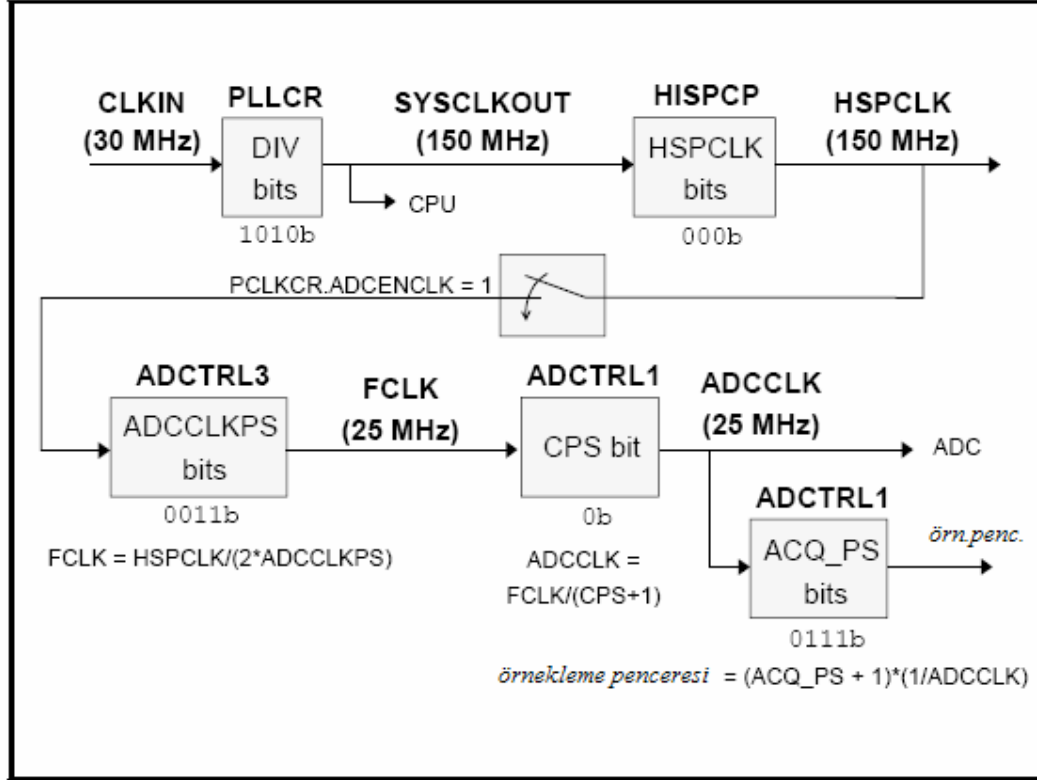 CLKIN
(30 MHz)
PLLCR
DIV
bits
1010b
SYSCLKOUT
(150 MHz)
CPU
HISPCP
HSPCLK
bits
000b
HSPCLK
(150 MHz)
PCLKCR.ADCENCLK = 1
ADCTRL3
ADCCLKPS
bits
0011b
FCLK = HSPCLK/(2*ADCCLKPS)
FCLK
(25 MHz)
ADCTRL1
CPS bit
0b
ADCCLK =
FCLK/(CPS+1)
ADCCLK
(25 MHz)
ADC
ADCTRL1
ACQ_PS
bits
0111b
örn.penc.
örnekleme penceresi = (ACQ_PS + 1)*(1/ADCCLK)